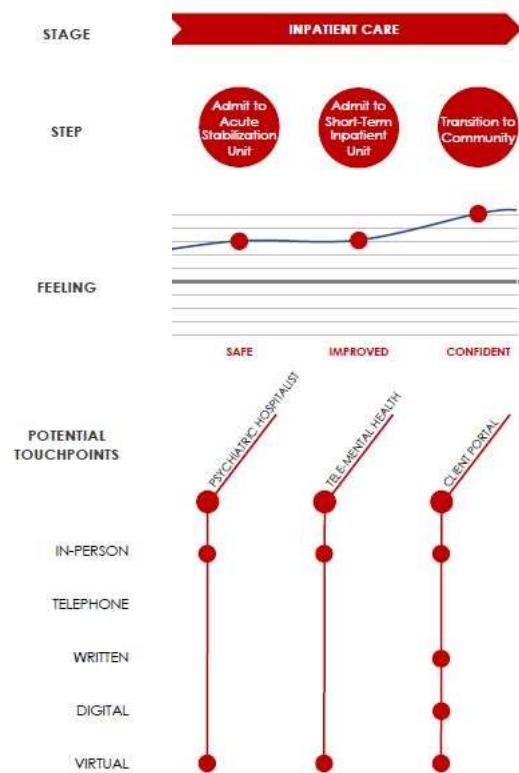 STAGE
INPATIENT CARE
STEP
Admit to
Acute
Stabilization
Unit
Admit to
Short-Term
Inpatient
Unit
Transition to
Community
FEELING
SAFE
IMPROVED
CONFIDENT
POTENTIAL
TOUCHPOINTS
PSYCHIATRIC HOSPITALIST
TELE-MENTAL HEALTH
CLIENT PORTAL
IN-PERSON
TELEPHONE
WRITTEN
DIGITAL
VIRTUAL